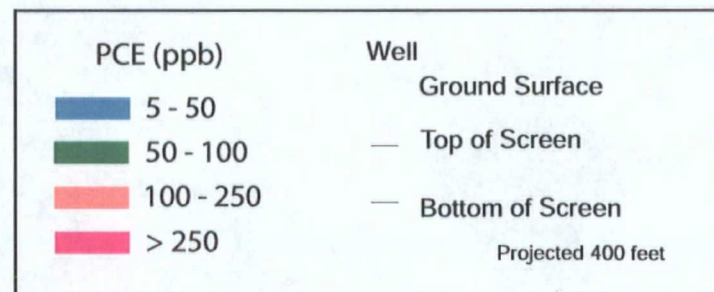 PCE (ppb)
5 - 50
50 - 100
100 - 250
> 250
Well
Ground Surface
Top of Screen
Bottom of Screen
Projected 400 feet